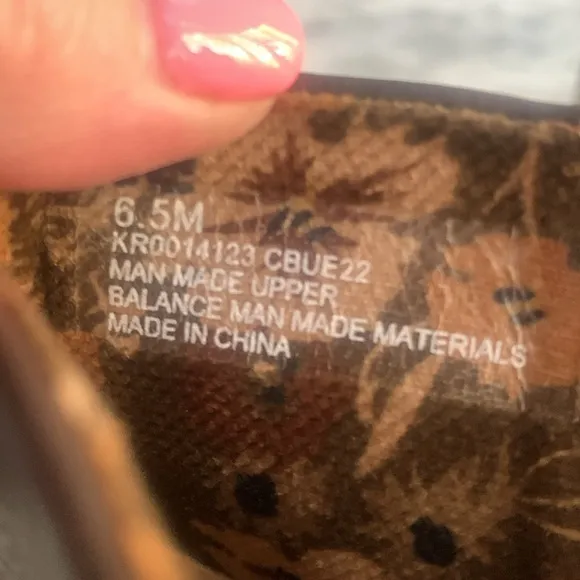 6.5M
KR0014123 CBUE22
MAN MADE UPPER
BALANCE MAN MADE MATERIALS
MADE IN CHINA